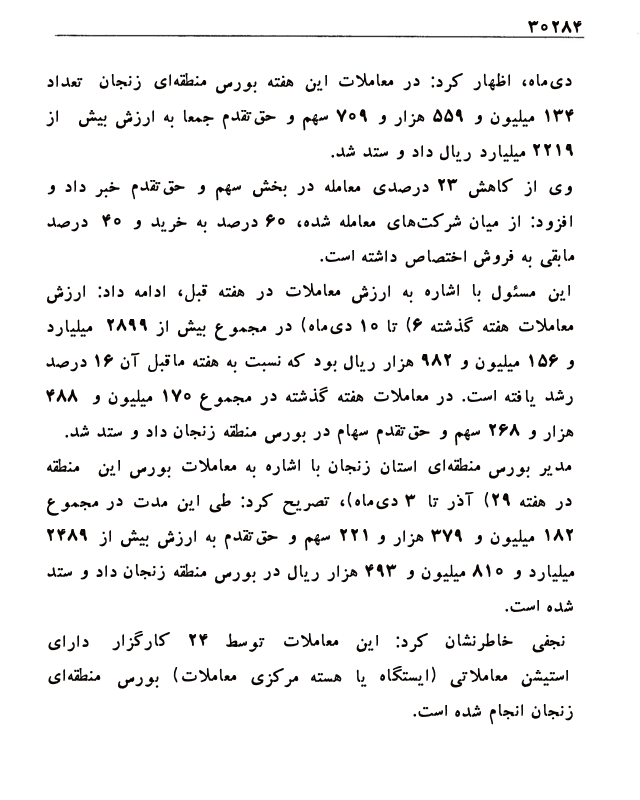 ۳۰۲۸۴
دی‌ماه، اظهار کرد: در معاملات این هفته بورس منطقه‌ای زنجان تعداد
۱۳۴ میلیون و ۵۵۹ هزار و ۷۰۹ سهم و حق‌تقدم جمعا به ارزش بیش از
۲۲۱۹ میلیارد ریال داد و ستد شد.
وی از کاهش ۲۳ درصدی معامله در بخش سهم و حق‌تقدم خبر داد و
افزود: از میان شرکت‌های معامله شده، ۶۰ درصد به خرید و ۴۰ درصد
مابقی به فروش اختصاص داشته است.
این مسئول با اشاره به ارزش معاملات در هفته قبل، ادامه داد: ارزش
معاملات هفته گذشته ۶) تا ۱۰ دی‌ماه) در مجموع بیش از ۲۸۹۹ میلیارد
و ۱۵۶ میلیون و ۹۸۲ هزار ریال بود که نسبت به هفته ماقبل آن ۱۶ درصد
رشد یافته است. در معاملات هفته گذشته در مجموع ۱۷۰ میلیون و ۴۸۸
هزار و ۲۶۸ سهم و حق‌تقدم سهام در بورس منطقه زنجان داد و ستد شد.
مدیر بورس منطقه‌ای استان زنجان با اشاره به معاملات بورس این منطقه
در هفته ۲۹) آذر تا ۳ دی‌ماه)، تصریح کرد: طی این مدت در مجموع
۱۸۲ میلیون و ۳۷۹ هزار و ۲۲۱ سهم و حق‌تقدم به ارزش بیش از ۲۴۸۹
میلیارد و ۸۱۰ میلیون و ۴۹۳ هزار ریال در بورس منطقه زنجان داد و ستد
شده است.
نجفی خاطرنشان کرد: این معاملات توسط ۲۴ کارگزار دارای
استیشن معاملاتی (ایستگاه یا هسته مرکزی معاملات) بورس منطقه‌ای
زنجان انجام شده است.